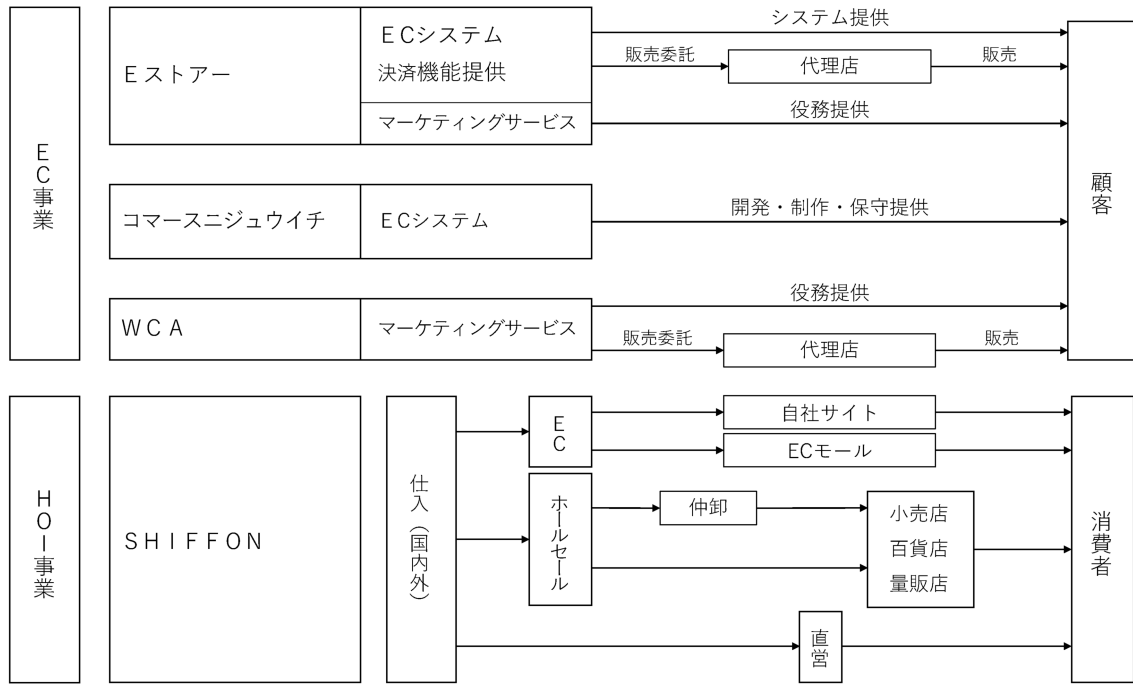 EC事業
Eストアー
ECシステム
決済機能提供
マーケティングサービス
システム提供
販売委託
代理店
販売
役務提供
コマースニジュウイチ
ECシステム
開発・制作・保守提供
WCA
マーケティングサービス
役務提供
販売委託
代理店
販売
顧客
HOI事業
SHIFFON
仕入(国内外)
EC
自社サイト
ECモール
ホールセール
仲卸
小売店
百貨店
量販店
直営
消費者